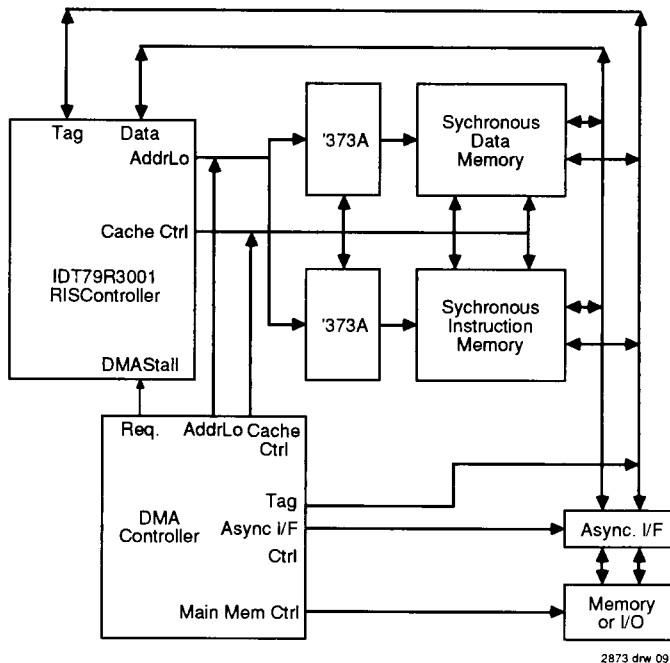 Tag
Data
AddrLo
Cache Ctrl
IDT79R3001
RISController
DMAStall
'373A
Sychronous
Data
Memory
'373A
Sychronous
Instruction
Memory
Req.
AddrLo
Cache
Ctrl
Tag
DMA
Controller
Async I/F
Ctrl
Main Mem Ctrl
Async. I/F
Memory
or I/O
2873 drw 09